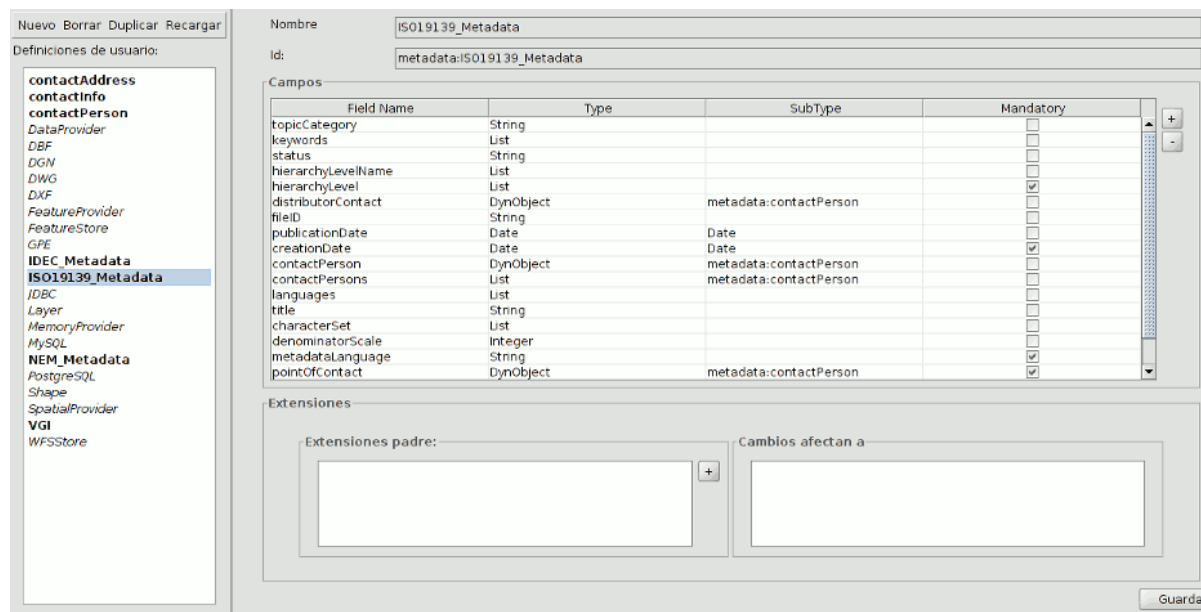 Nuevo Borrar Duplicar Recargar
Definiciones de usuario:
contactAddress
contactInfo
contactPerson
DataProvider
DBF
DGN
DWG
DXF
FeatureProvider
FeatureStore
GPE
IDEC_Metadata
ISO19139_Metadata
JDBC
Layer
MemoryProvider
MySQL
NEM_Metadata
PostgreSQL
Shape
SpatialProvider
VGI
WFSStore
Nombre ISO19139_Metadata
Id: metadata:ISO19139_Metadata
Campos
Field Name Type SubType Mandatory
topicCategory String
keywords List
status String
hierarchyLevelName List
hierarchyLevel List
distributorContact DynObject metadata:contactPerson
fileID String
publicationDate Date Date
creationDate Date Date
contactPerson DynObject metadata:contactPerson
contactPersons List metadata:contactPerson
languages List
title String
characterSet List
denominatorScale Integer
metadataLanguage String
pointOfContact DynObject metadata:contactPerson
+
-
Extensiones
Extensiones padre:
+
Cambios afectan a
Guarda